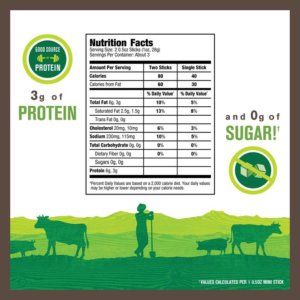 GOOD SOURCE
PROTEIN
3g of
PROTEIN
Nutrition Facts
Serving Size: 2 0.5oz Sticks (1oz, 28g)
Servings Per Container: About 3
Amount Per Serving Two Sticks Single Stick
Calories 80 40
Calories from Fat 60 30
% Daily Value* % Daily Value*
Total Fat 6g, 3g 10% 5%
Saturated Fat 2.5g, 1.5g 13% 8%
Trans Fat 0g, 0g
Cholesterol 20mg, 10mg 6% 3%
Sodium 230mg, 115mg 10% 5%
Total Carbohydrate 0g, 0g 0% 0%
Dietary Fiber 0g, 0g 0% 0%
Sugars 0g, 0g
Protein 6g, 3g
*Percent Daily Values are based on a 2,000 calorie diet. Your daily values
may be higher or lower depending on your calorie needs.
and 0g of
SUGAR!†
†VALUES CALCULATED PER 1 0.5OZ MINI STICK